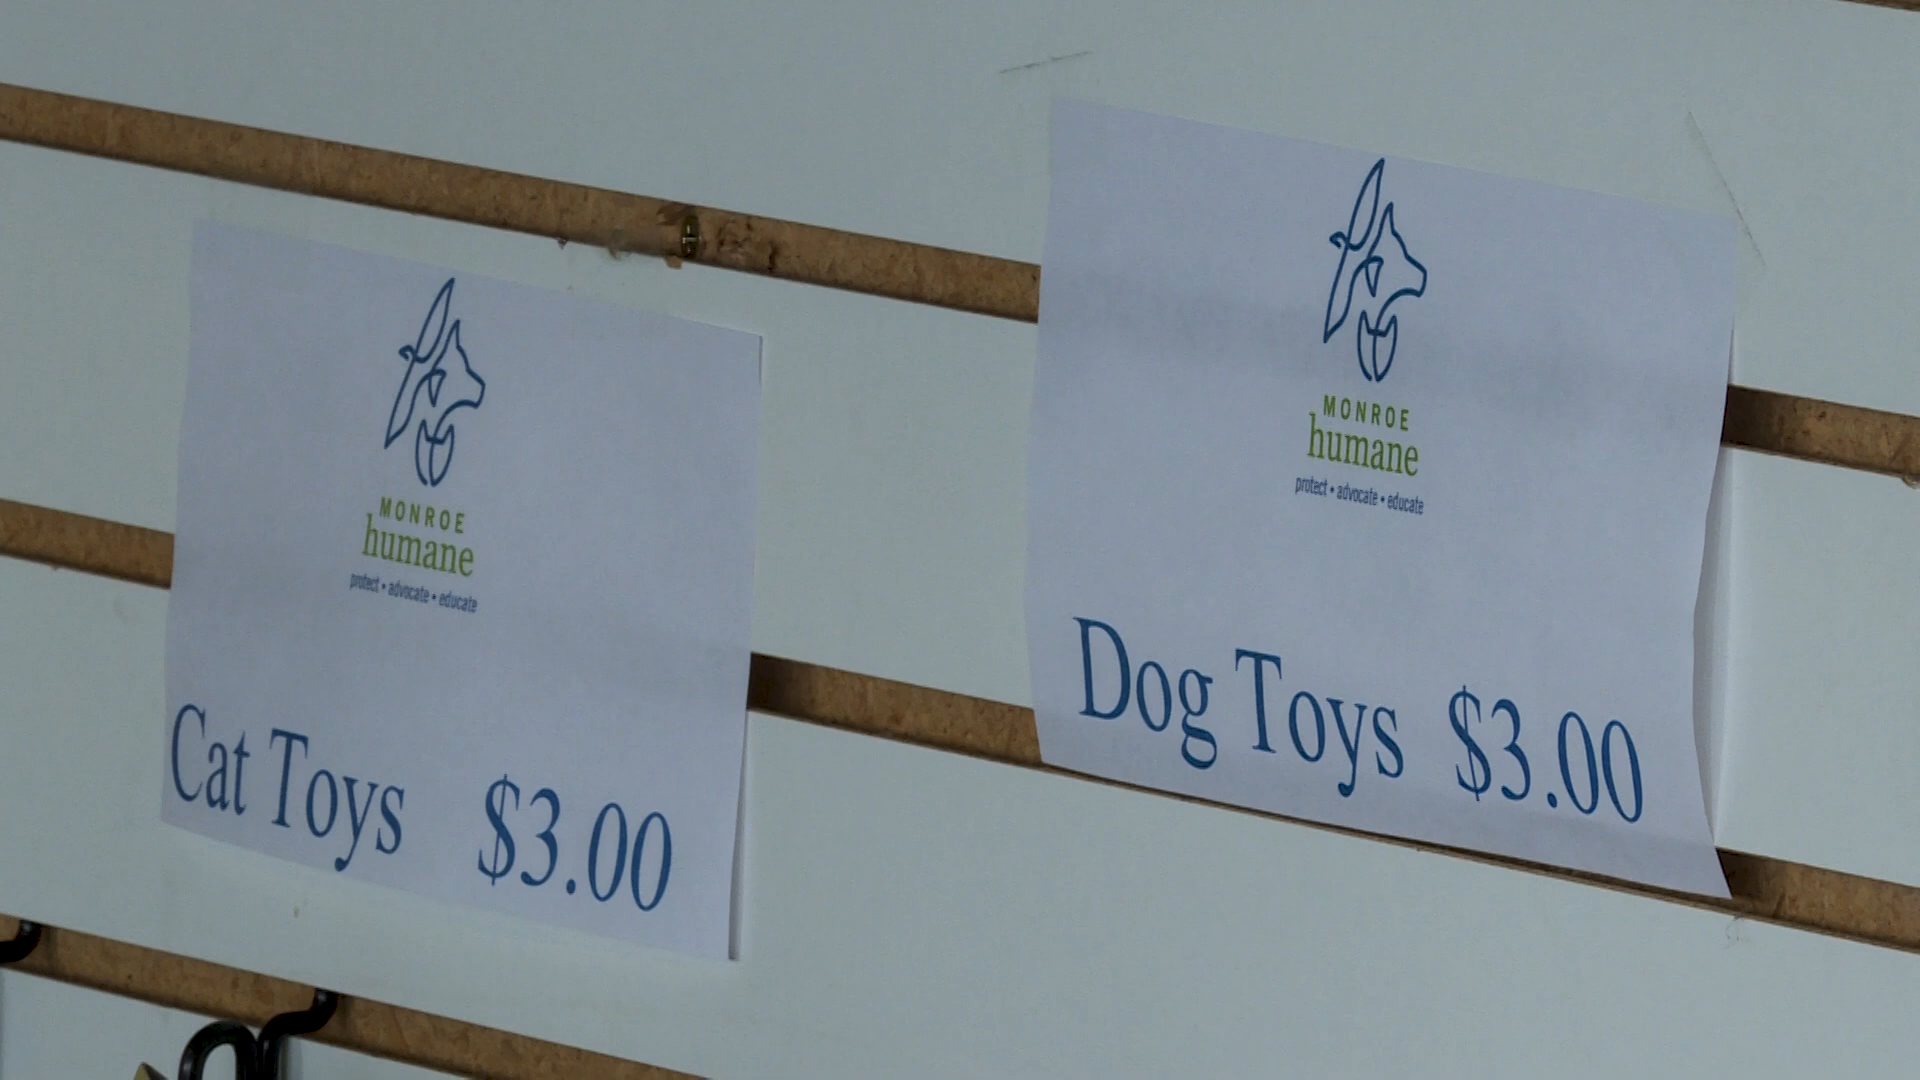 MONROE
humane
protect • advocate • educate
Cat Toys $3.00
MONROE
humane
protect • advocate • educate
Dog Toys $3.00